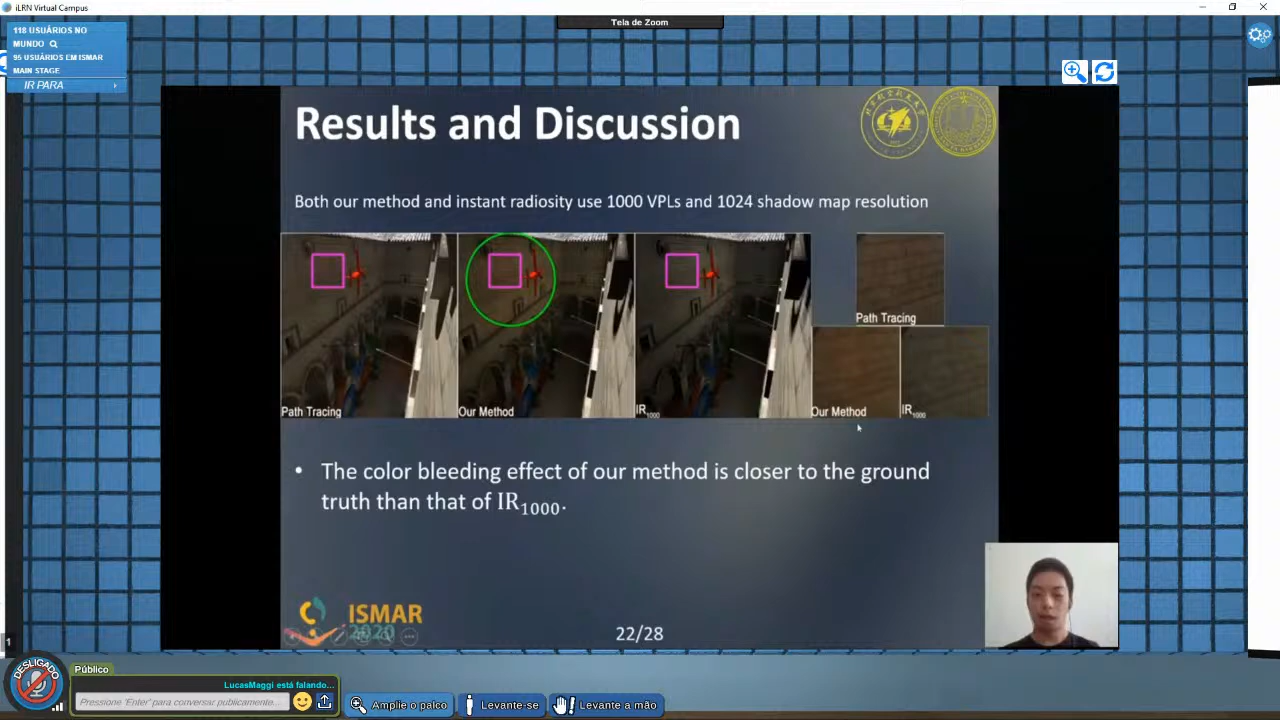 iLRN Virtual Campus
Tela de Zoom
118 USUÁRIOS NO
MUNDO
95 USUÁRIOS EM ISMAR
MAIN STAGE
IR PARA
Results and Discussion
Both our method and instant radiosity use 1000 VPLs and 1024 shadow map resolution
Path Tracing
Our Method
IR1000
Path Tracing
Our Method
IR1000
• The color bleeding effect of our method is closer to the ground
truth than that of IR1000.
ISMAR
2020
22/28
1
DESLIGADO
Público
LucasMaggi está falando...
Pressione 'Enter' para conversar publicamente...
Amplie o palco
Levante-se
Levante a mão